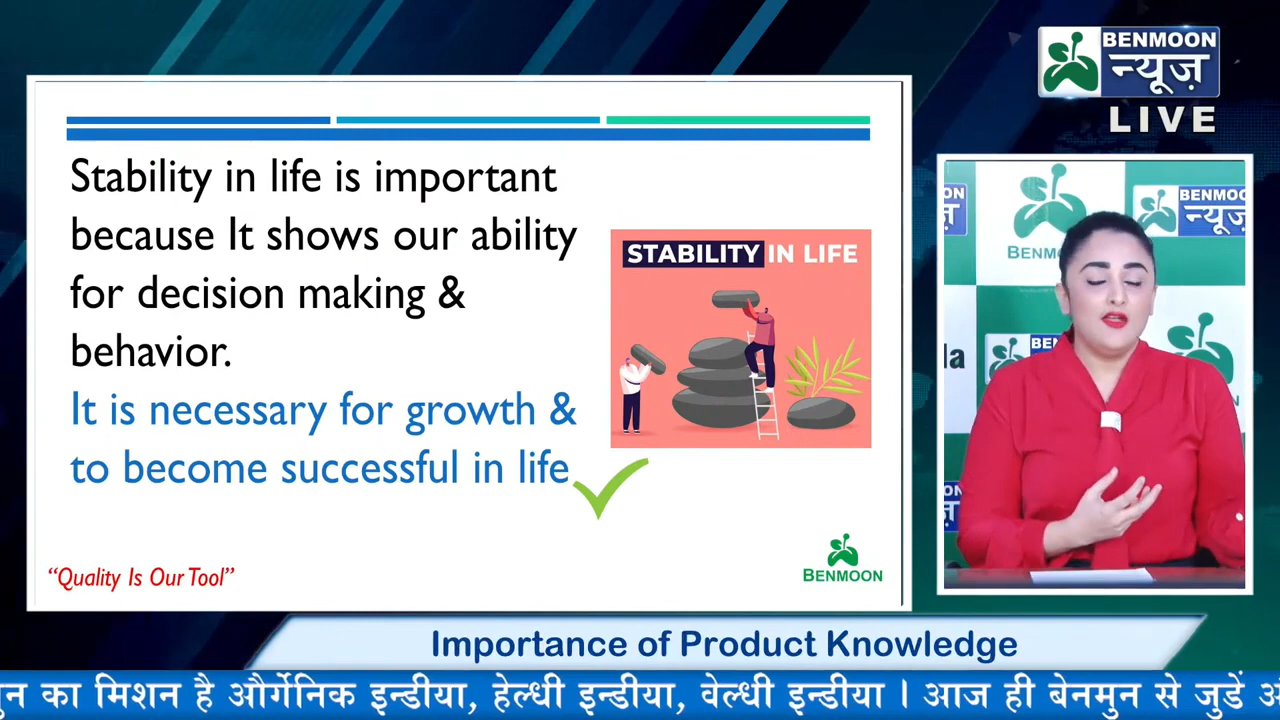 BENMOON
न्यूज़
LIVE
Stability in life is important
because It shows our ability
for decision making &
behavior.
It is necessary for growth &
to become successful in life
STABILITY IN LIFE
"Quality Is Our Tool"
BENMOON
BENMOON
न्यूज़
Importance of Product Knowledge
का मिशन है और्गेनिक इन्डीया, हेल्धी इन्डीया, वेल्धी इन्डीया । आज ही बेनमुन से जुड़ें